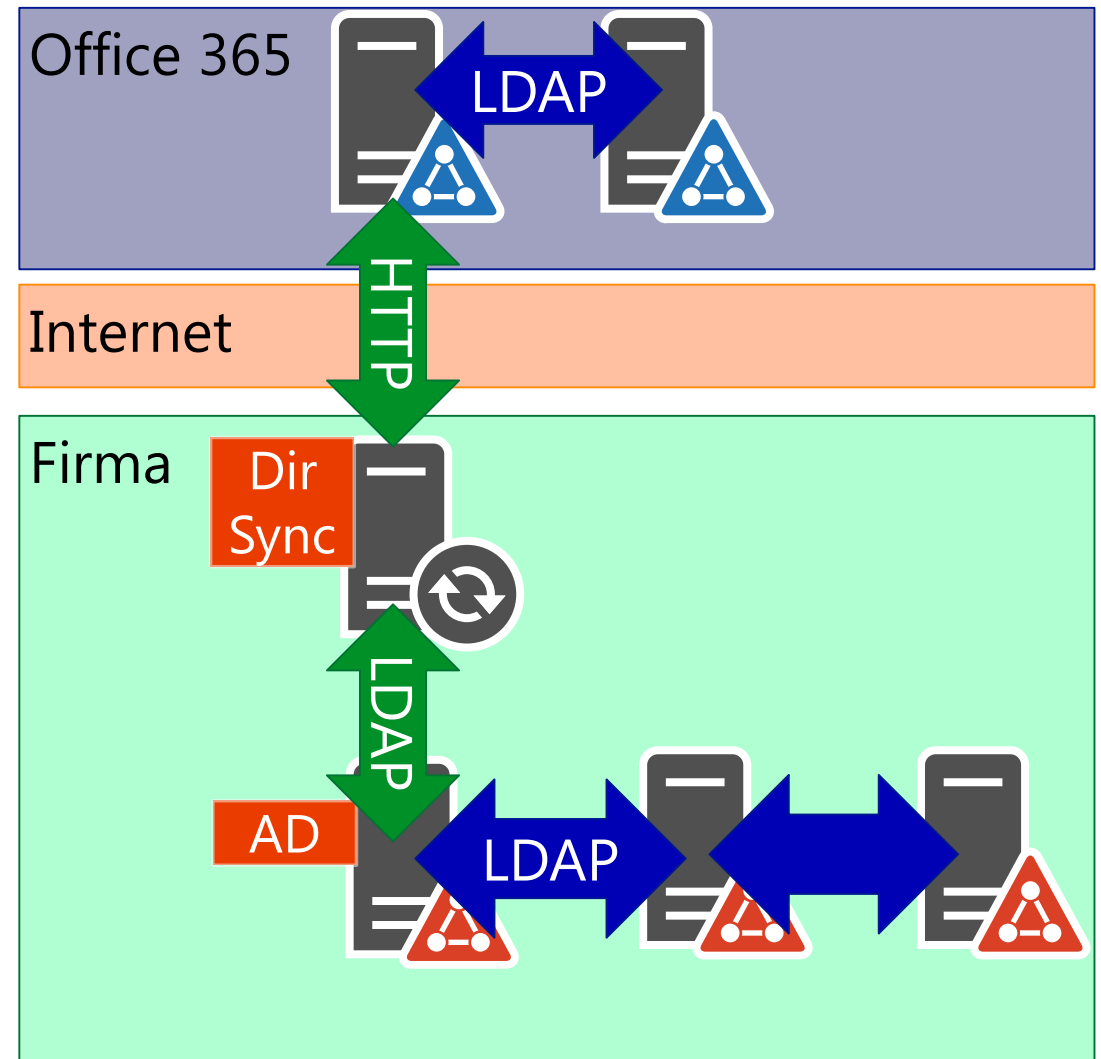 Office 365
LDAP
HTTP
Internet
Firma
Dir
Sync
LDAP
AD
LDAP